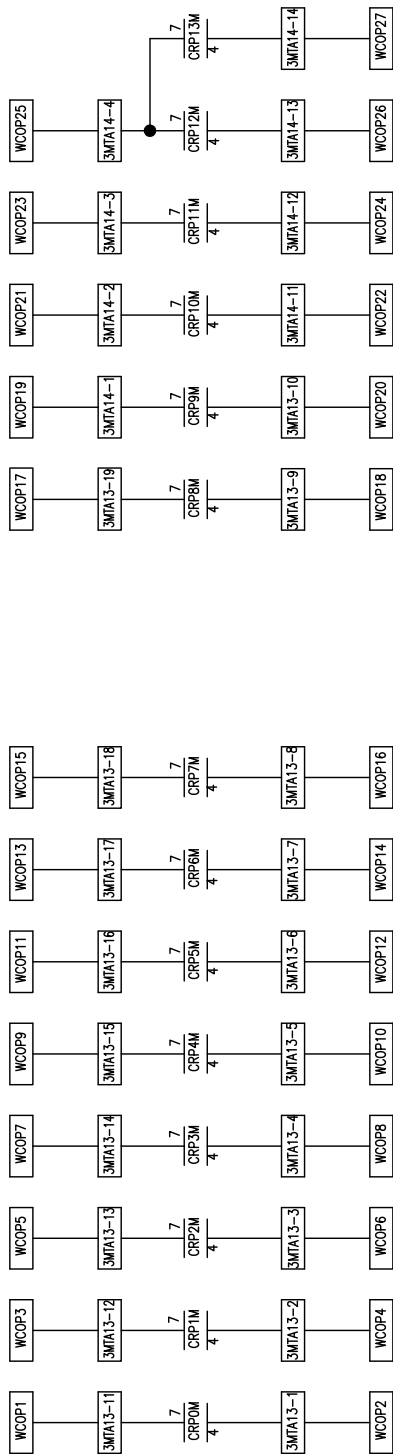 WCOP1
3MTA13-11
7
CRP0M
4
3MTA13-1
WCOP2
WCOP3
3MTA13-12
7
CRP1M
4
3MTA13-2
WCOP4
WCOP5
3MTA13-13
7
CRP2M
4
3MTA13-3
WCOP6
WCOP7
3MTA13-14
7
CRP3M
4
3MTA13-4
WCOP8
WCOP9
3MTA13-15
7
CRP4M
4
3MTA13-5
WCOP10
WCOP11
3MTA13-16
7
CRP5M
4
3MTA13-6
WCOP12
WCOP13
3MTA13-17
7
CRP6M
4
3MTA13-7
WCOP14
WCOP15
3MTA13-18
7
CRP7M
4
3MTA13-8
WCOP16
WCOP17
3MTA13-19
7
CRP8M
4
3MTA13-9
WCOP18
WCOP19
3MTA14-1
7
CRP9M
4
3MTA13-10
WCOP20
WCOP21
3MTA14-2
7
CRP10M
4
3MTA14-11
WCOP22
WCOP23
3MTA14-3
7
CRP11M
4
3MTA14-12
WCOP24
WCOP25
3MTA14-4
7
CRP12M
4
3MTA14-13
WCOP26
7
CRP13M
4
3MTA14-14
WCOP27